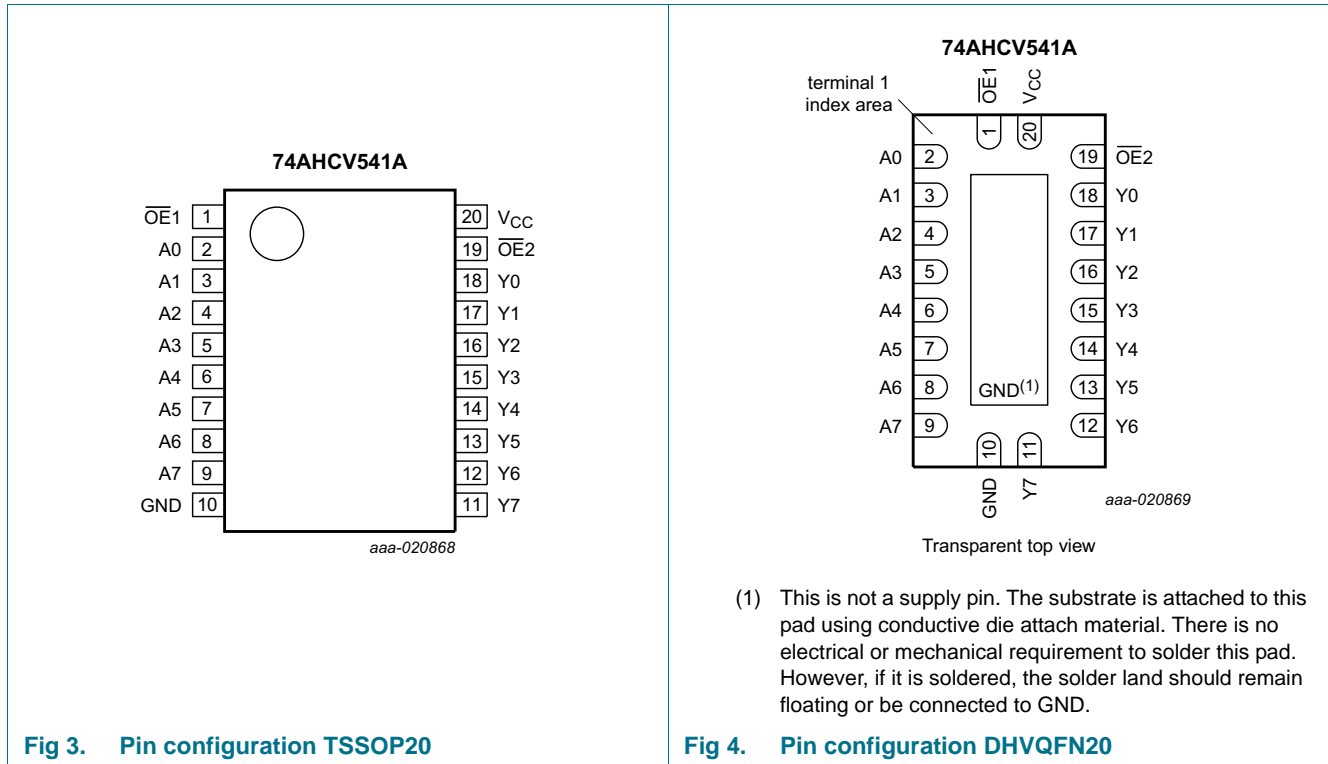 74AHCV541A
OE1 1
20 VCC
A0 2
19 OE2
A1 3
18 Y0
A2 4
17 Y1
A3 5
16 Y2
A4 6
15 Y3
A5 7
14 Y4
A6 8
13 Y5
A7 9
12 Y6
GND 10
11 Y7
aaa-020868
Fig 3. Pin configuration TSSOP20
74AHCV541A
terminal 1
index area
OE1
VCC
1
20
A0 2
19 OE2
A1 3
18 Y0
A2 4
17 Y1
A3 5
16 Y2
A4 6
15 Y3
A5 7
14 Y4
A6 8
GND(1)
13 Y5
A7 9
12 Y6
10
11
GND
Y7
aaa-020869
Transparent top view
(1) This is not a supply pin. The substrate is attached to this
pad using conductive die attach material. There is no
electrical or mechanical requirement to solder this pad.
However, if it is soldered, the solder land should remain
floating or be connected to GND.
Fig 4. Pin configuration DHVQFN20